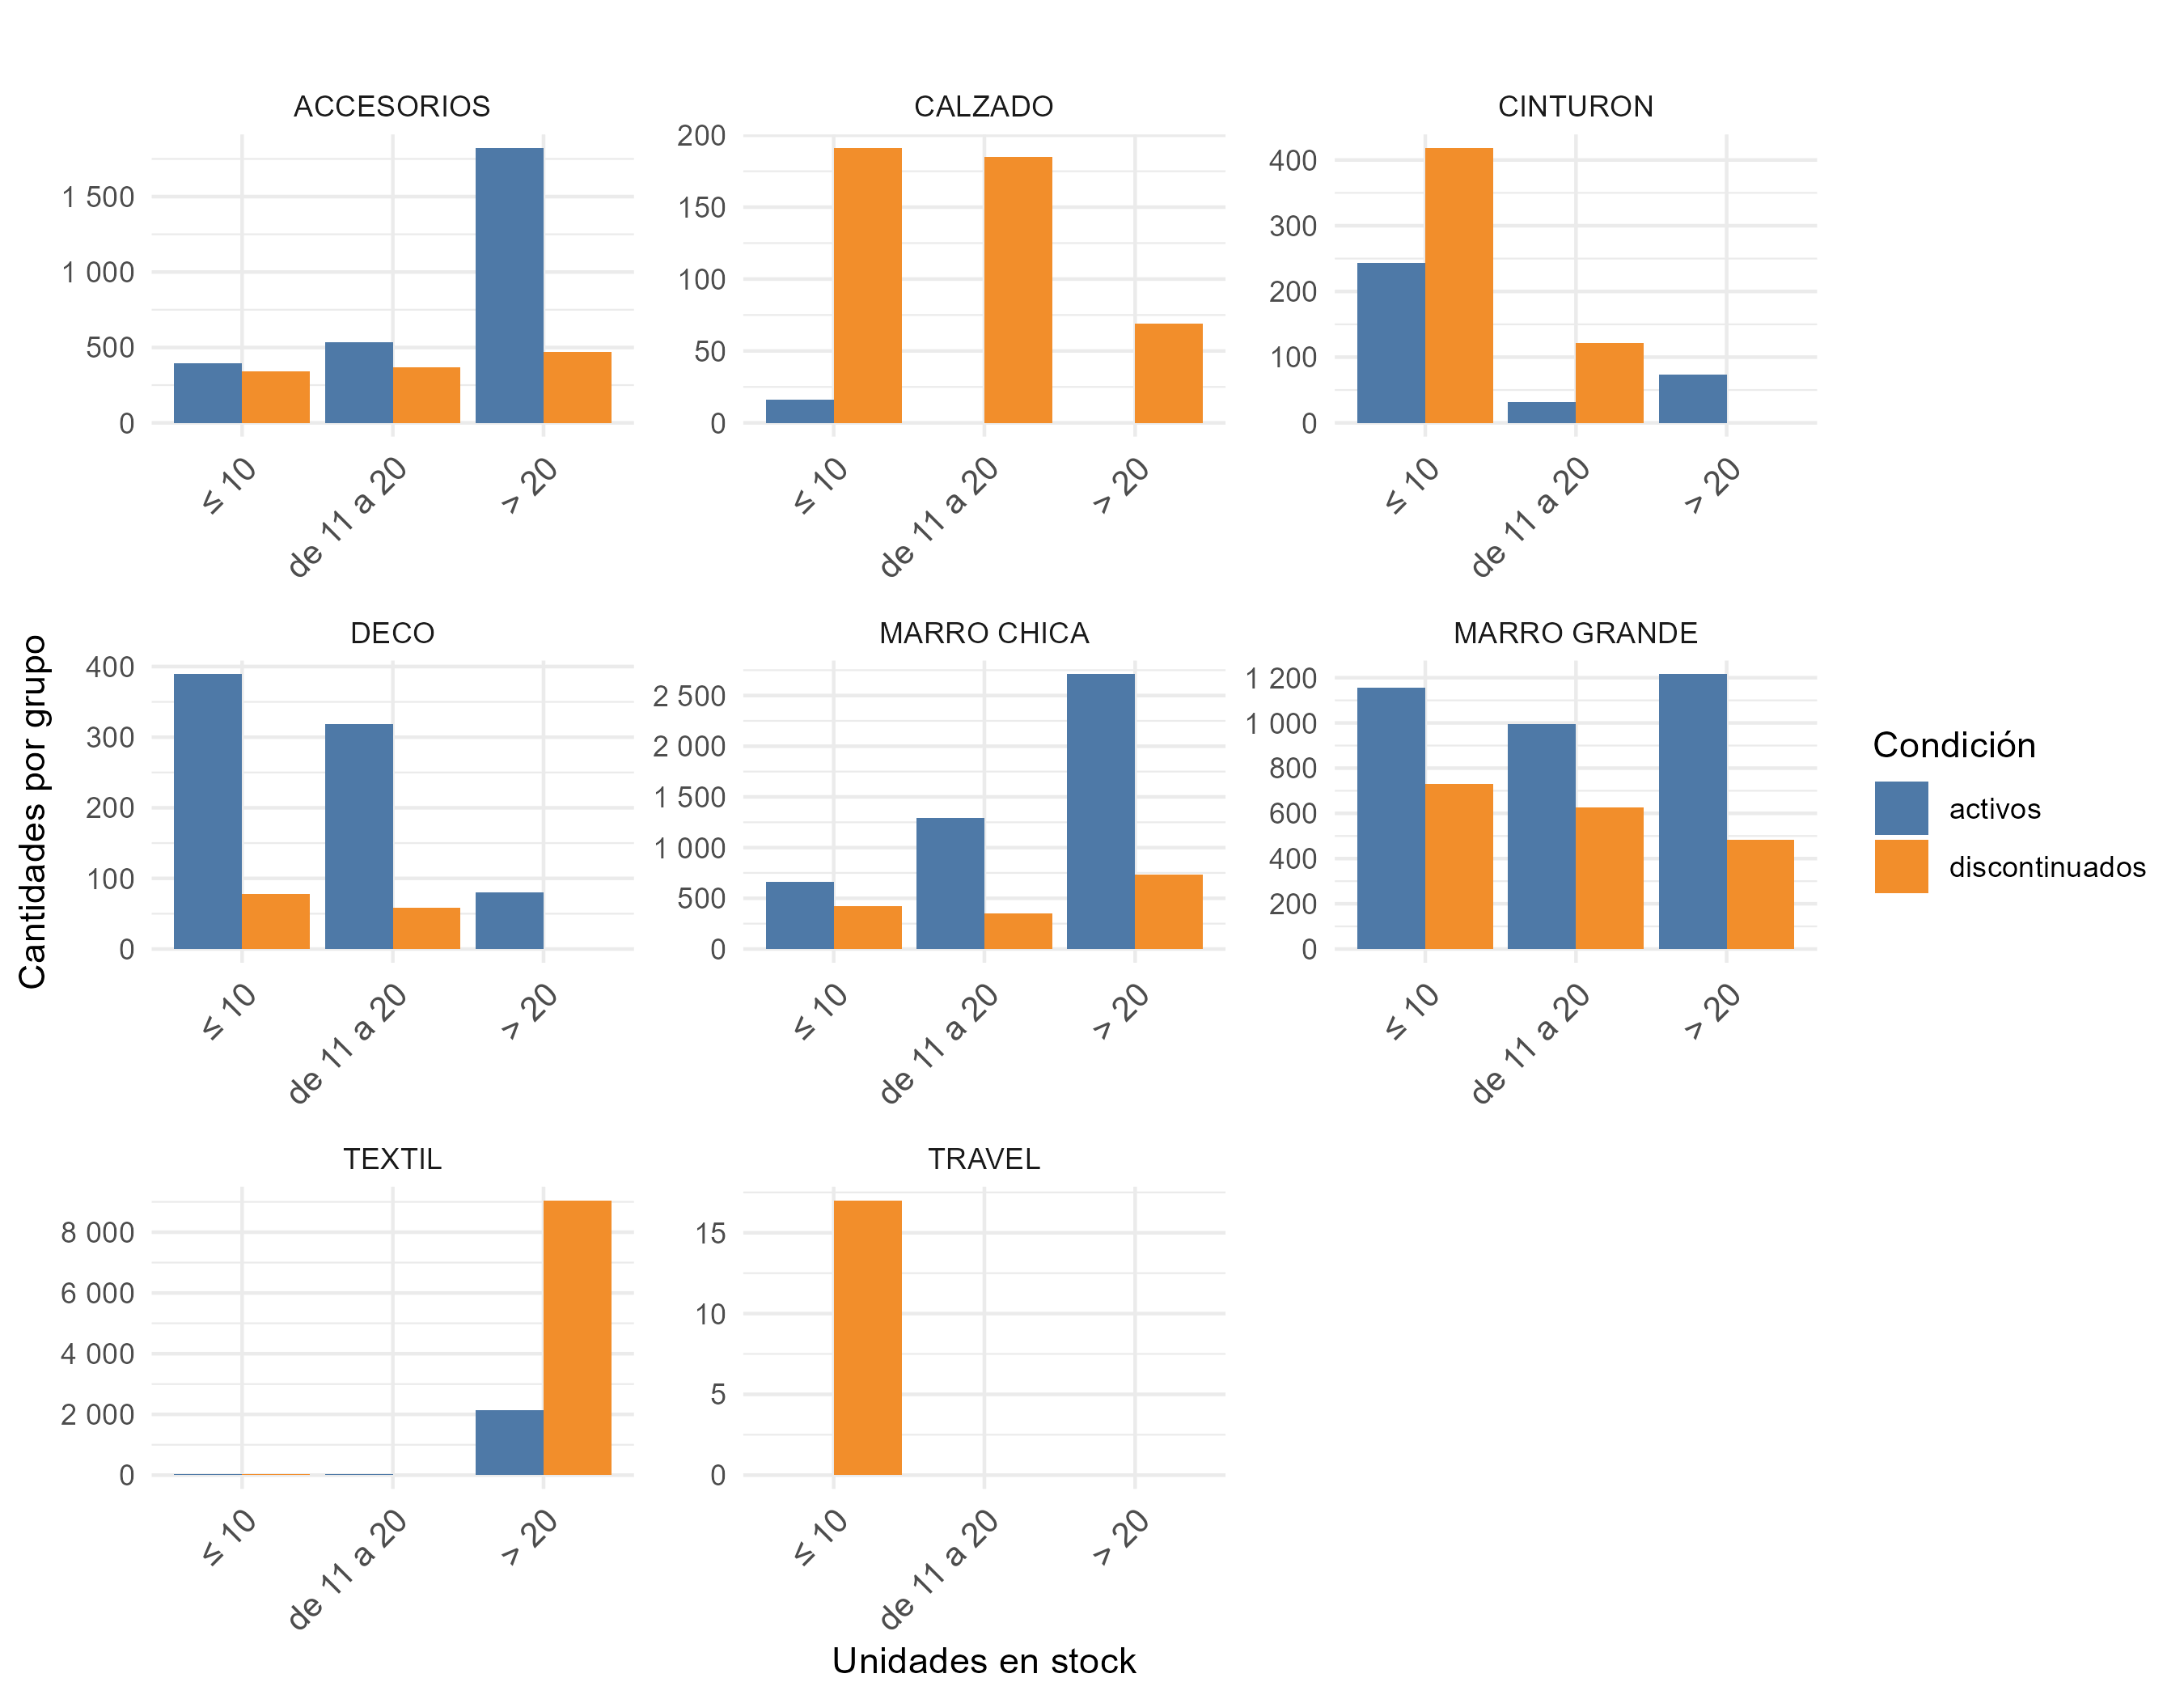 ACCESORIOS
1 500
1 000
500
0
≤ 10
de 11 a 20
> 20
CALZADO
200
150
100
50
0
≤ 10
de 11 a 20
> 20
CINTURON
400
300
200
100
0
≤ 10
de 11 a 20
> 20
Cantidades por grupo
DECO
400
300
200
100
0
≤ 10
de 11 a 20
> 20
MARRO CHICA
2 500
2 000
1 500
1 000
500
0
≤ 10
de 11 a 20
> 20
MARRO GRANDE
1 200
1 000
800
600
400
200
0
≤ 10
de 11 a 20
> 20
Condición
activos
discontinuados
TEXTIL
8 000
6 000
4 000
2 000
0
≤ 10
de 11 a 20
> 20
TRAVEL
15
10
5
0
≤ 10
de 11 a 20
> 20
Unidades en stock